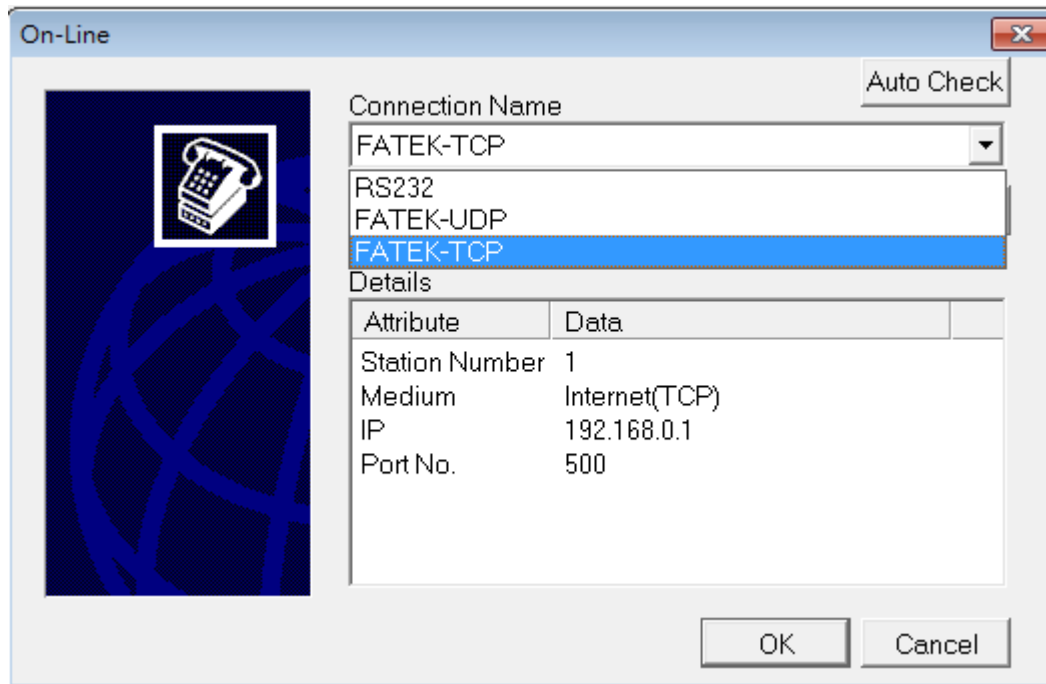 On-Line
Auto Check
Connection Name
FATEK-TCP
RS232
FATEK-UDP
FATEK-TCP
Details
Attribute Data
Station Number 1
Medium Internet(TCP)
IP 192.168.0.1
Port No. 500
OK Cancel